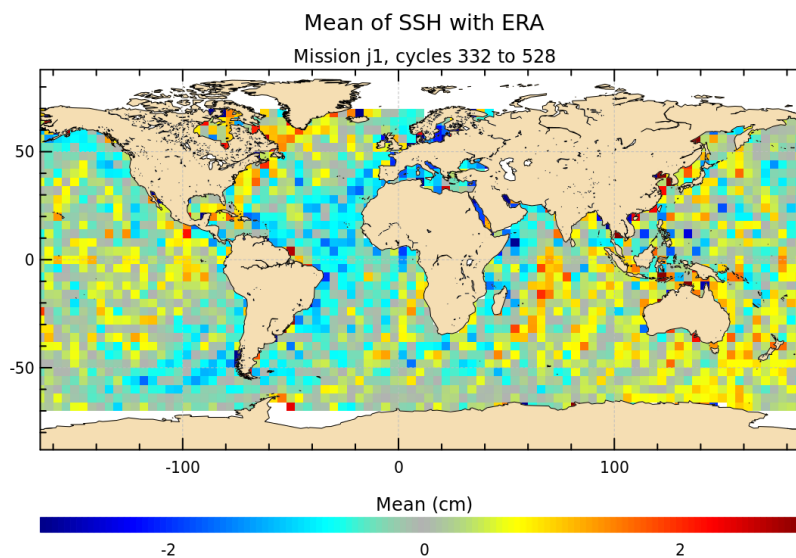 Mean of SSH with ERA
Mission j1, cycles 332 to 528
50
0
-50
-100 0 100
Mean (cm)
-2 0 2